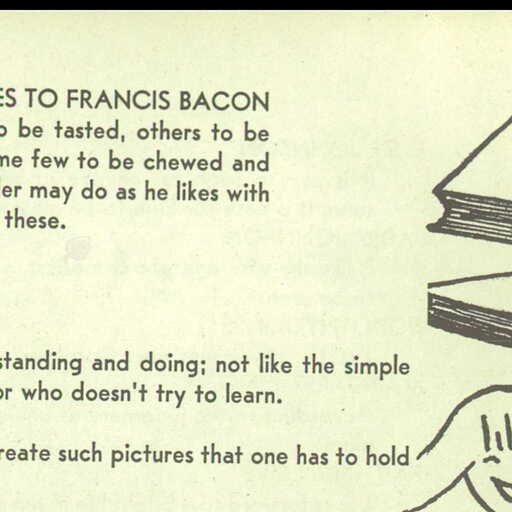 ES TO FRANCIS BACON
o be tasted, others to be
me few to be chewed and
der may do as he likes with
these.
standing and doing; not like the simple
or who doesn't try to learn.
reate such pictures that one has to hold